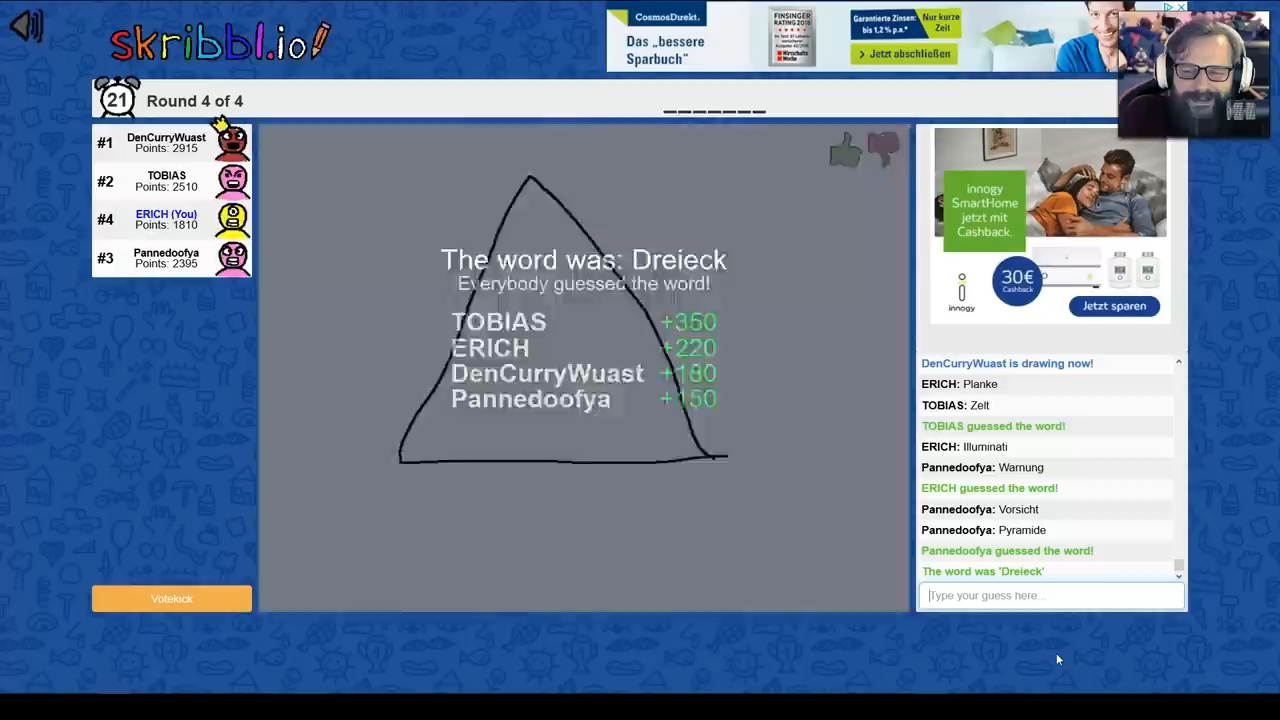 skribbl.io
CosmosDirekt.
Das „bessere
Sparbuch“
FINSINGER
RATING 2018
Garantierte Zinsen:
bis 1,2 % p.a.*
Nur kurze
Zeit
> Jetzt abschließen
21
Round 4 of 4
_______
#1
DenCurryWuast
Points: 2915
#2
TOBIAS
Points: 2510
#4
ERICH (You)
Points: 1810
#3
Pannedoofya
Points: 2395
Votekick
The word was: Dreieck
Everybody guessed the word!
TOBIAS +350
ERICH +220
DenCurryWuast +180
Pannedoofya +150
innogy
SmartHome
jetzt mit
Cashback.
innogy
30€
Cashback
Jetzt sparen
DenCurryWuast is drawing now!
ERICH: Planke
TOBIAS: Zelt
TOBIAS guessed the word!
ERICH: Illuminati
Pannedoofya: Warnung
ERICH guessed the word!
Pannedoofya: Vorsicht
Pannedoofya: Pyramide
Pannedoofya guessed the word!
The word was 'Dreieck'
Type your guess here...